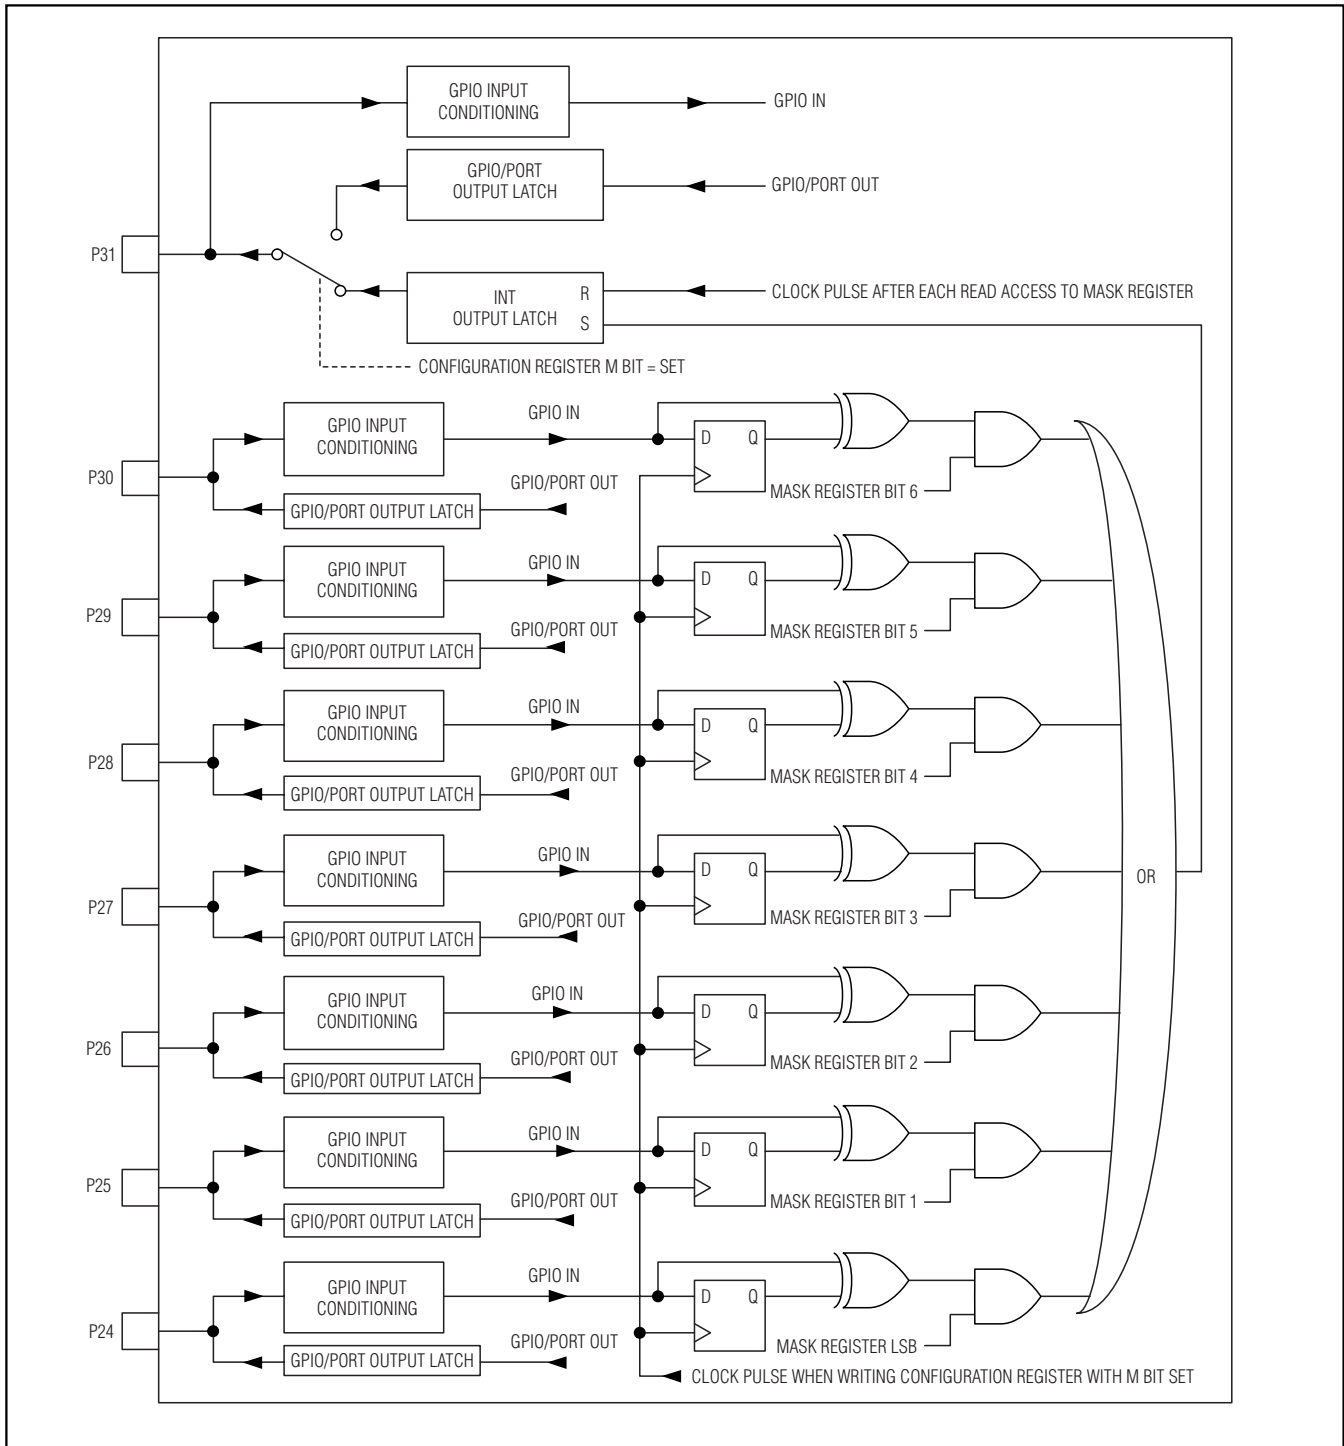 GPIO INPUT
CONDITIONING
GPIO IN
GPIO/PORT
OUTPUT LATCH
GPIO/PORT OUT
P31
INT
OUTPUT LATCH
R
S
CLOCK PULSE AFTER EACH READ ACCESS TO MASK REGISTER
CONFIGURATION REGISTER M BIT = SET
P30
GPIO INPUT
CONDITIONING
GPIO IN
GPIO/PORT OUTPUT LATCH
GPIO/PORT OUT
D Q
MASK REGISTER BIT 6
P29
GPIO INPUT
CONDITIONING
GPIO IN
GPIO/PORT OUTPUT LATCH
GPIO/PORT OUT
D Q
MASK REGISTER BIT 5
P28
GPIO INPUT
CONDITIONING
GPIO IN
GPIO/PORT OUTPUT LATCH
GPIO/PORT OUT
D Q
MASK REGISTER BIT 4
P27
GPIO INPUT
CONDITIONING
GPIO IN
GPIO/PORT OUTPUT LATCH
GPIO/PORT OUT
D Q
MASK REGISTER BIT 3
OR
P26
GPIO INPUT
CONDITIONING
GPIO IN
GPIO/PORT OUTPUT LATCH
GPIO/PORT OUT
D Q
MASK REGISTER BIT 2
P25
GPIO INPUT
CONDITIONING
GPIO IN
GPIO/PORT OUTPUT LATCH
GPIO/PORT OUT
D Q
MASK REGISTER BIT 1
P24
GPIO INPUT
CONDITIONING
GPIO IN
GPIO/PORT OUTPUT LATCH
GPIO/PORT OUT
D Q
MASK REGISTER LSB
CLOCK PULSE WHEN WRITING CONFIGURATION REGISTER WITH M BIT SET